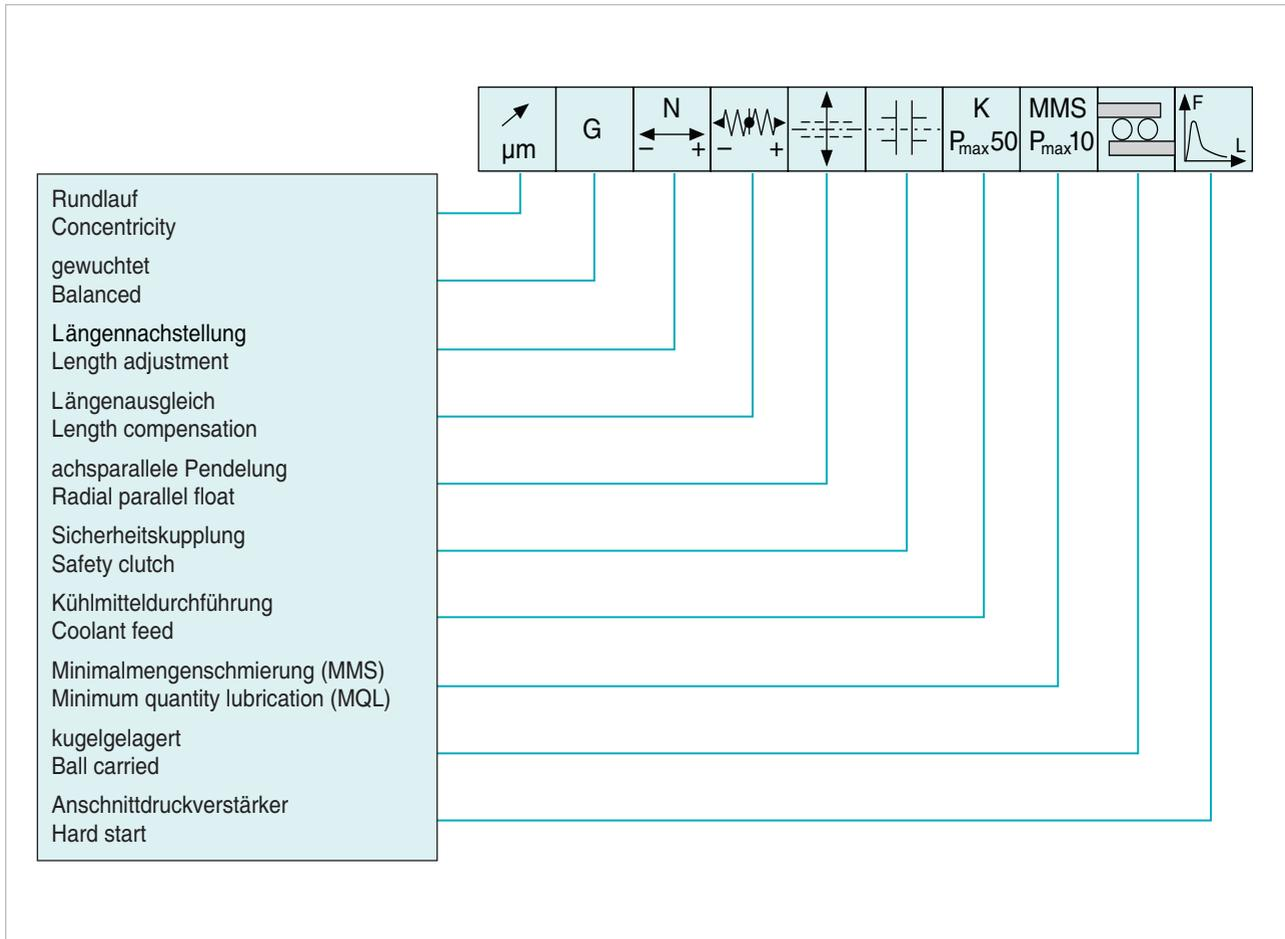 µm
G
N
− +
− +
K
Pmax50
MMS
Pmax10
F
L
Rundlauf
Concentricity
gewuchtet
Balanced
Längennachstellung
Length adjustment
Längenausgleich
Length compensation
achsparallele Pendelung
Radial parallel float
Sicherheitskupplung
Safety clutch
Kühlmitteldurchführung
Coolant feed
Minimalmengenschmierung (MMS)
Minimum quantity lubrication (MQL)
kugelgelagert
Ball carried
Anschnittdruckverstärker
Hard start